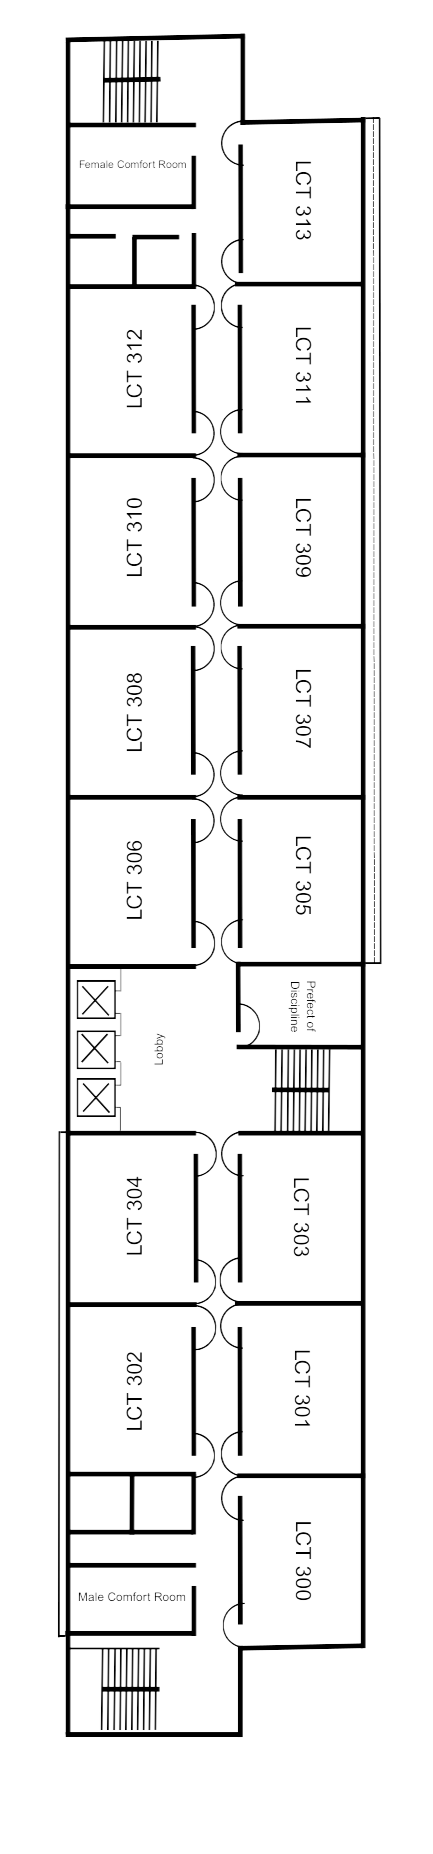 Female Comfort Room
LCT 313
LCT 312
LCT 311
LCT 310
LCT 309
LCT 308
LCT 307
LCT 306
LCT 305
Prefect of
Discipline
Lobby
LCT 304
LCT 303
LCT 302
LCT 301
LCT 300
Male Comfort Room